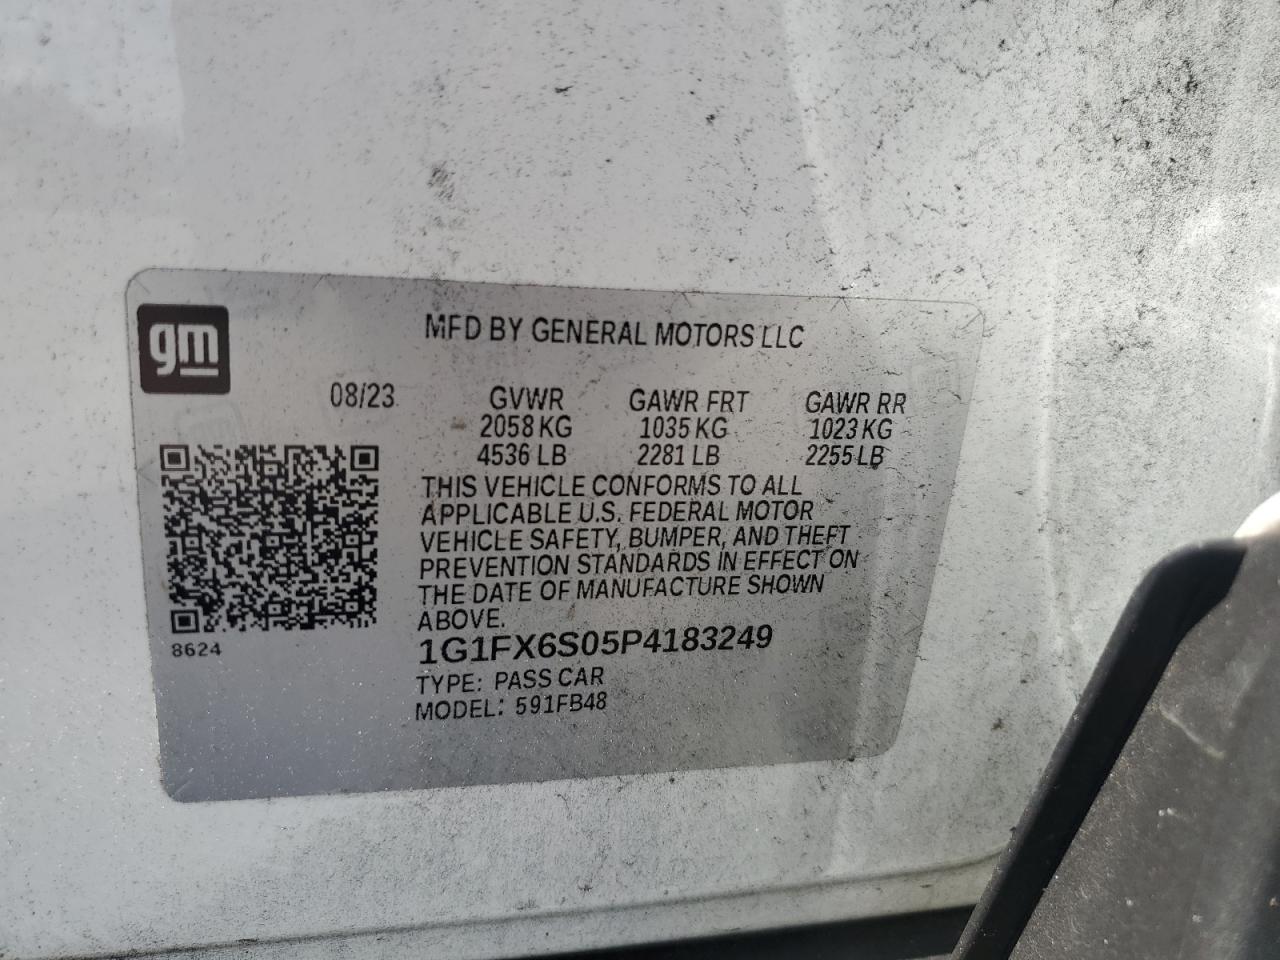 gm
MFD BY GENERAL MOTORS LLC
08/23 GVWR GAWR FRT GAWR RR
2058 KG 1035 KG 1023 KG
4536 LB 2281 LB 2255 LB
THIS VEHICLE CONFORMS TO ALL
APPLICABLE U.S. FEDERAL MOTOR
VEHICLE SAFETY, BUMPER, AND THEFT
PREVENTION STANDARDS IN EFFECT ON
THE DATE OF MANUFACTURE SHOWN
ABOVE.
8624
1G1FX6S05P4183249
TYPE: PASS CAR
MODEL: 591FB48